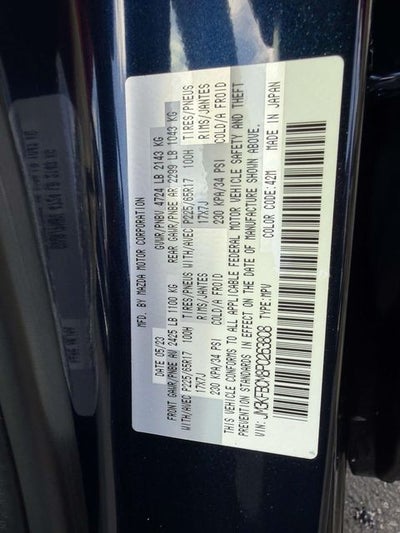 MFD. BY MAZDA MOTOR CORPORATION
DATE 05/23 GVWR/PNBV 4724 LB 2143 KG
FRONT GAWR/PNBE AV 2425 LB 1100 KG REAR GAWR/PNBE AR 2299 LB 1043 KG
WITH/AVEC P225/65R17 100H TIRES/PNEUS WITH/AVEC P225/65R17 100H TIRES/PNEUS
17X7J RIMS/JANTES 17X7J RIMS/JANTES
230 KPA/34 PSI COLD/A FROID 230 KPA/34 PSI COLD/A FROID
THIS VEHICLE CONFORMS TO ALL APPLICABLE FEDERAL MOTOR VEHICLE SAFETY AND THEFT
PREVENTION STANDARDS IN EFFECT ON THE DATE OF MANUFACTURE SHOWN ABOVE.
TYPE:MPV COLOR CODE:42M MADE IN JAPAN